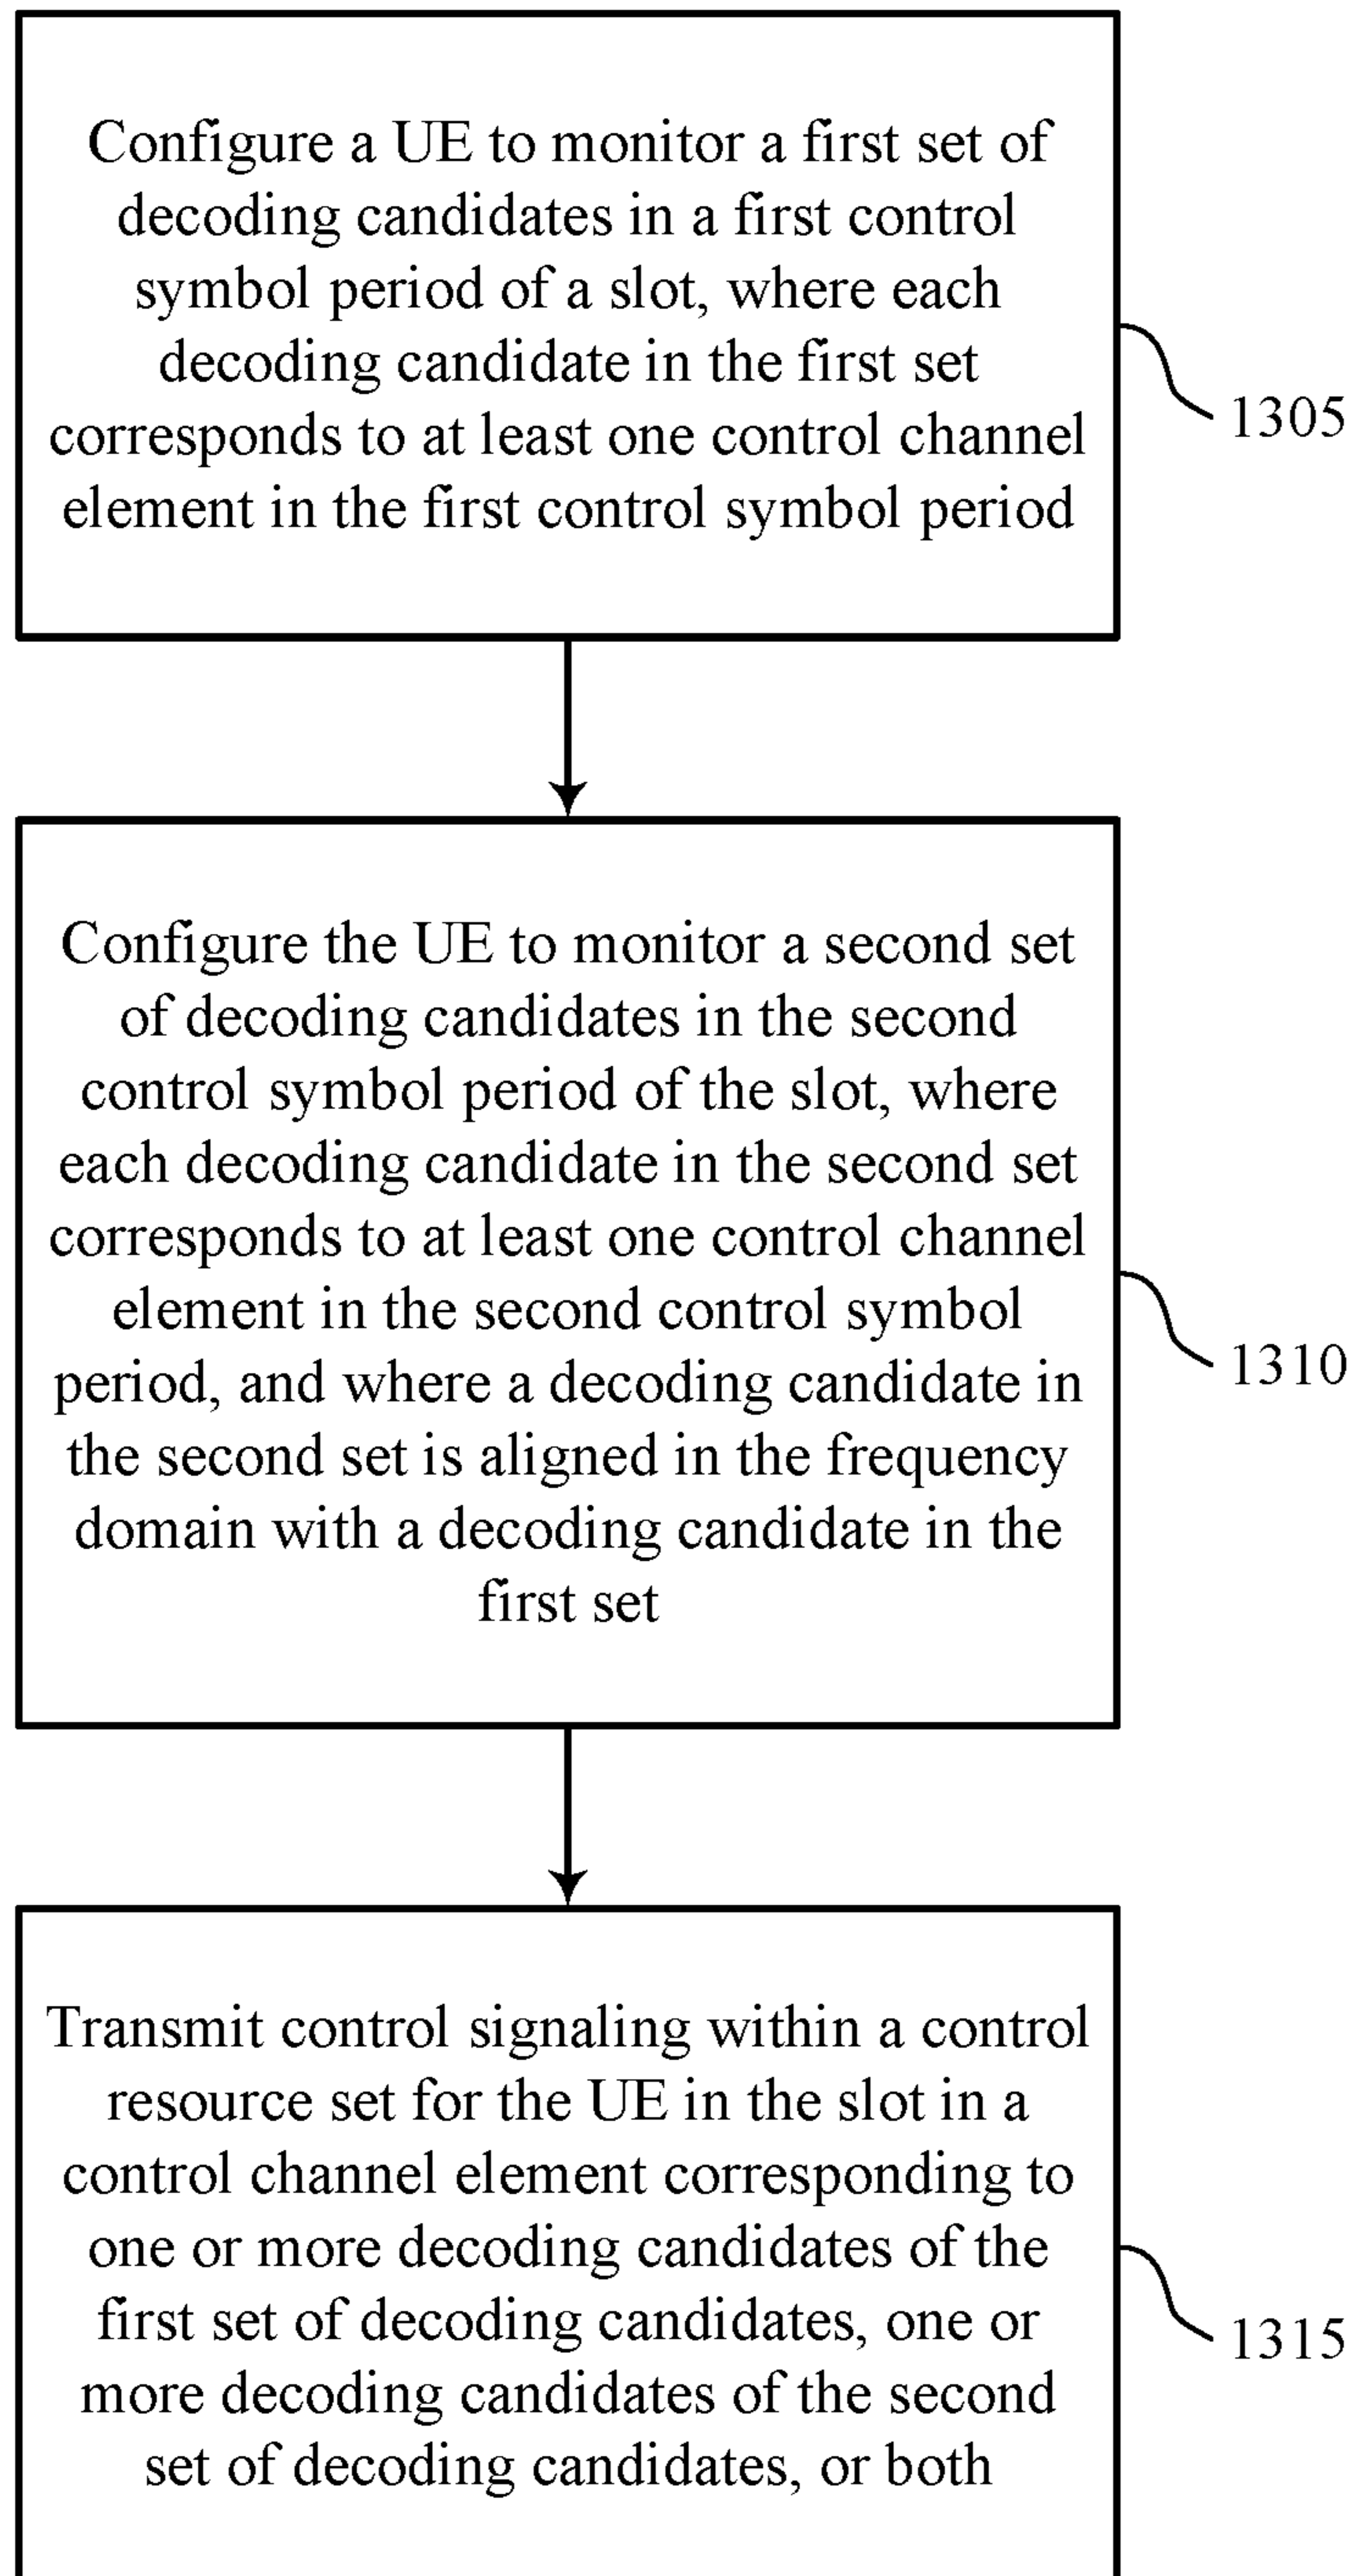 Configure a UE to monitor a first set of
decoding candidates in a first control
symbol period of a slot, where each
decoding candidate in the first set
corresponds to at least one control channel
element in the first control symbol period
1305
Configure the UE to monitor a second set
of decoding candidates in the second
control symbol period of the slot, where
each decoding candidate in the second set
corresponds to at least one control channel
element in the second control symbol
period, and where a decoding candidate in
the second set is aligned in the frequency
domain with a decoding candidate in the
first set
1310
Transmit control signaling within a control
resource set for the UE in the slot in a
control channel element corresponding to
one or more decoding candidates of the
first set of decoding candidates, one or
more decoding candidates of the second
set of decoding candidates, or both
1315